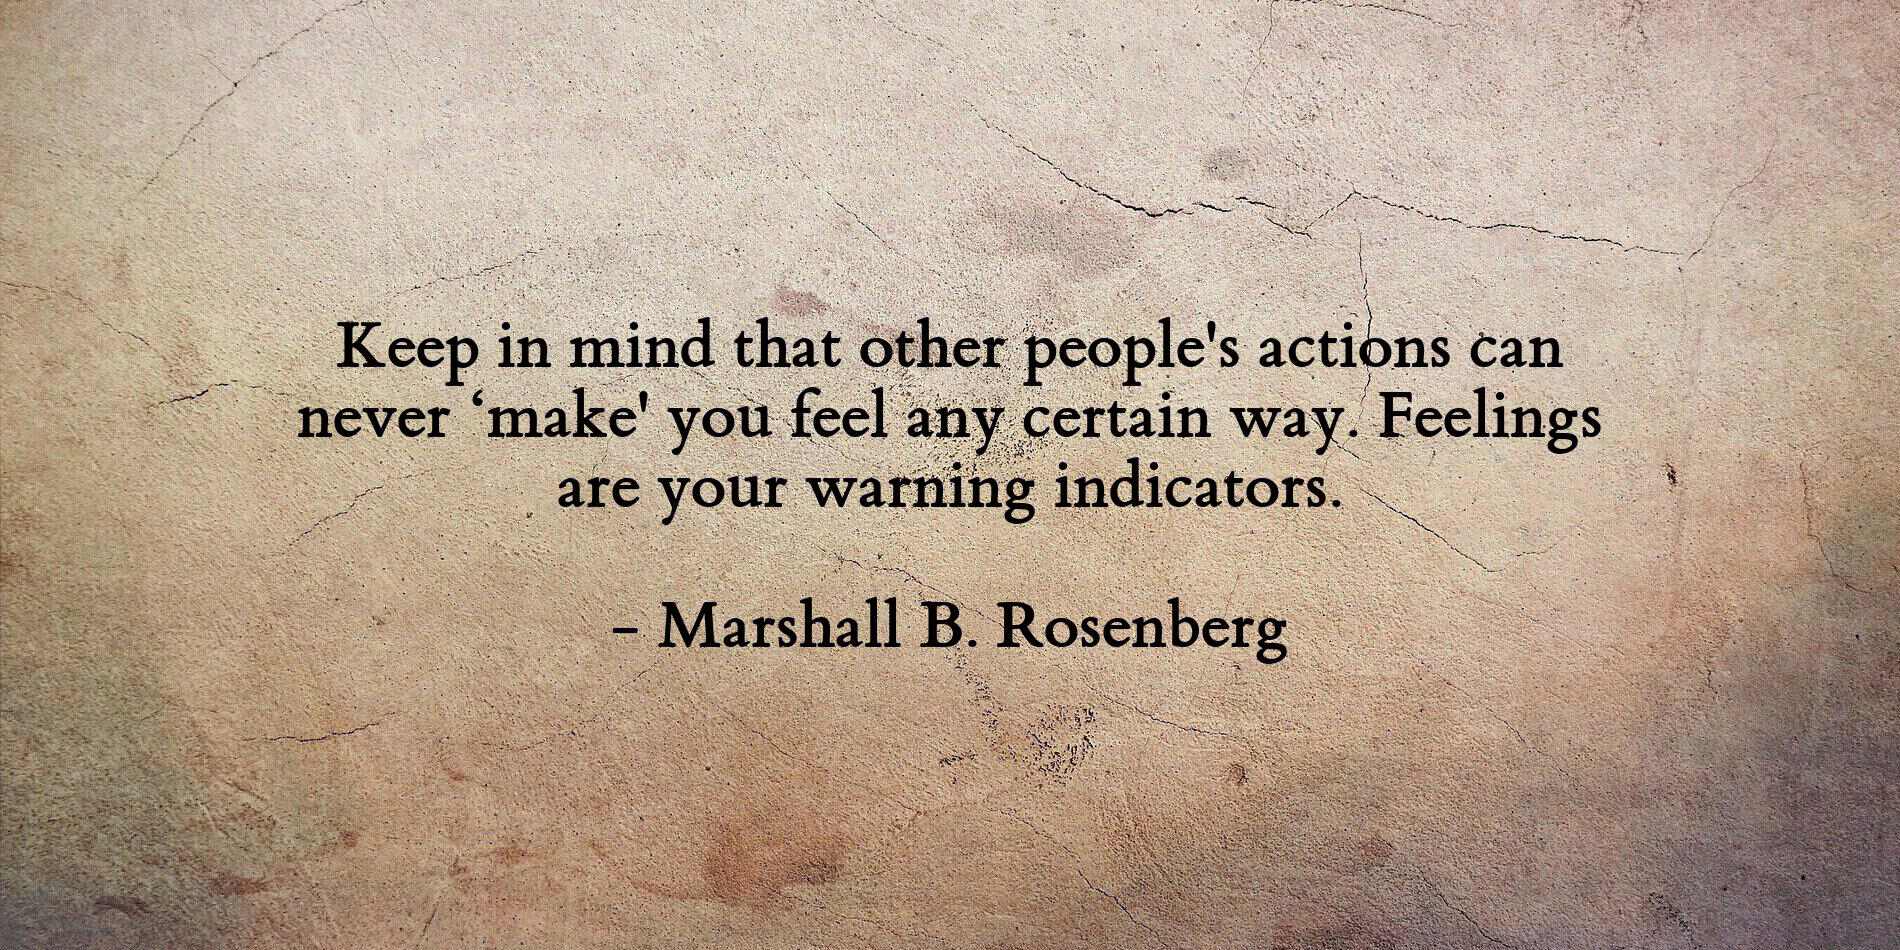 Keep in mind that other people's actions can
never ‘make' you feel any certain way. Feelings
are your warning indicators.
– Marshall B. Rosenberg